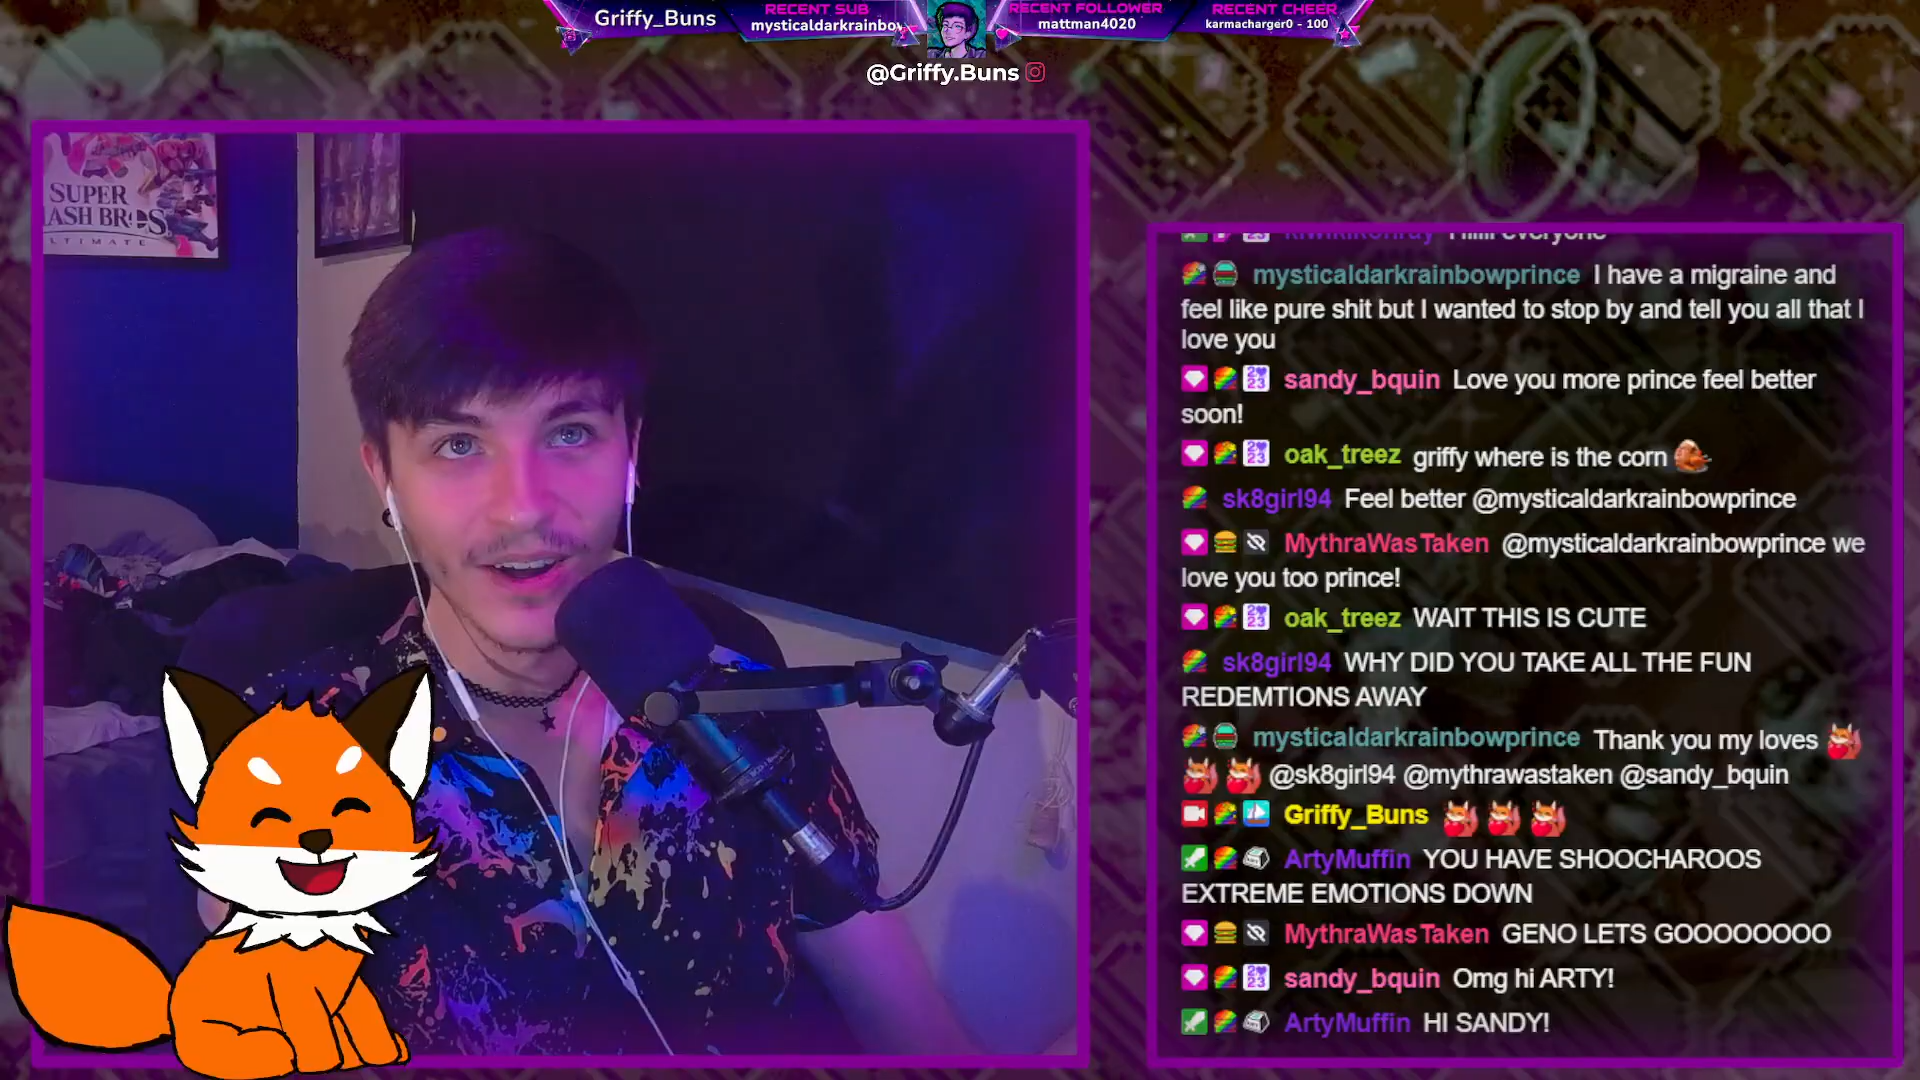 Griffy_Buns
RECENT SUB
mysticaldarkrainbow
RECENT FOLLOWER
mattman4020
RECENT CHEER
karmacharger0 - 100
@Griffy.Buns
SUPER
SMASH BROS.
ULTIMATE
everyone
mysticaldarkrainbowprince I have a migraine and
feel like pure shit but I wanted to stop by and tell you all that I
love you
sandy_bquin Love you more prince feel better
soon!
oak_treez griffy where is the corn
sk8girl94 Feel better @mysticaldarkrainbowprince
MythraWasTaken @mysticaldarkrainbowprince we
love you too prince!
oak_treez WAIT THIS IS CUTE
sk8girl94 WHY DID YOU TAKE ALL THE FUN
REDEMTIONS AWAY
mysticaldarkrainbowprince Thank you my loves
@sk8girl94 @mythrawastaken @sandy_bquin
Griffy_Buns
ArtyMuffin YOU HAVE SHOOCHAROOS
EXTREME EMOTIONS DOWN
MythraWasTaken GENO LETS GOOOOOOOO
sandy_bquin Omg hi ARTY!
ArtyMuffin HI SANDY!